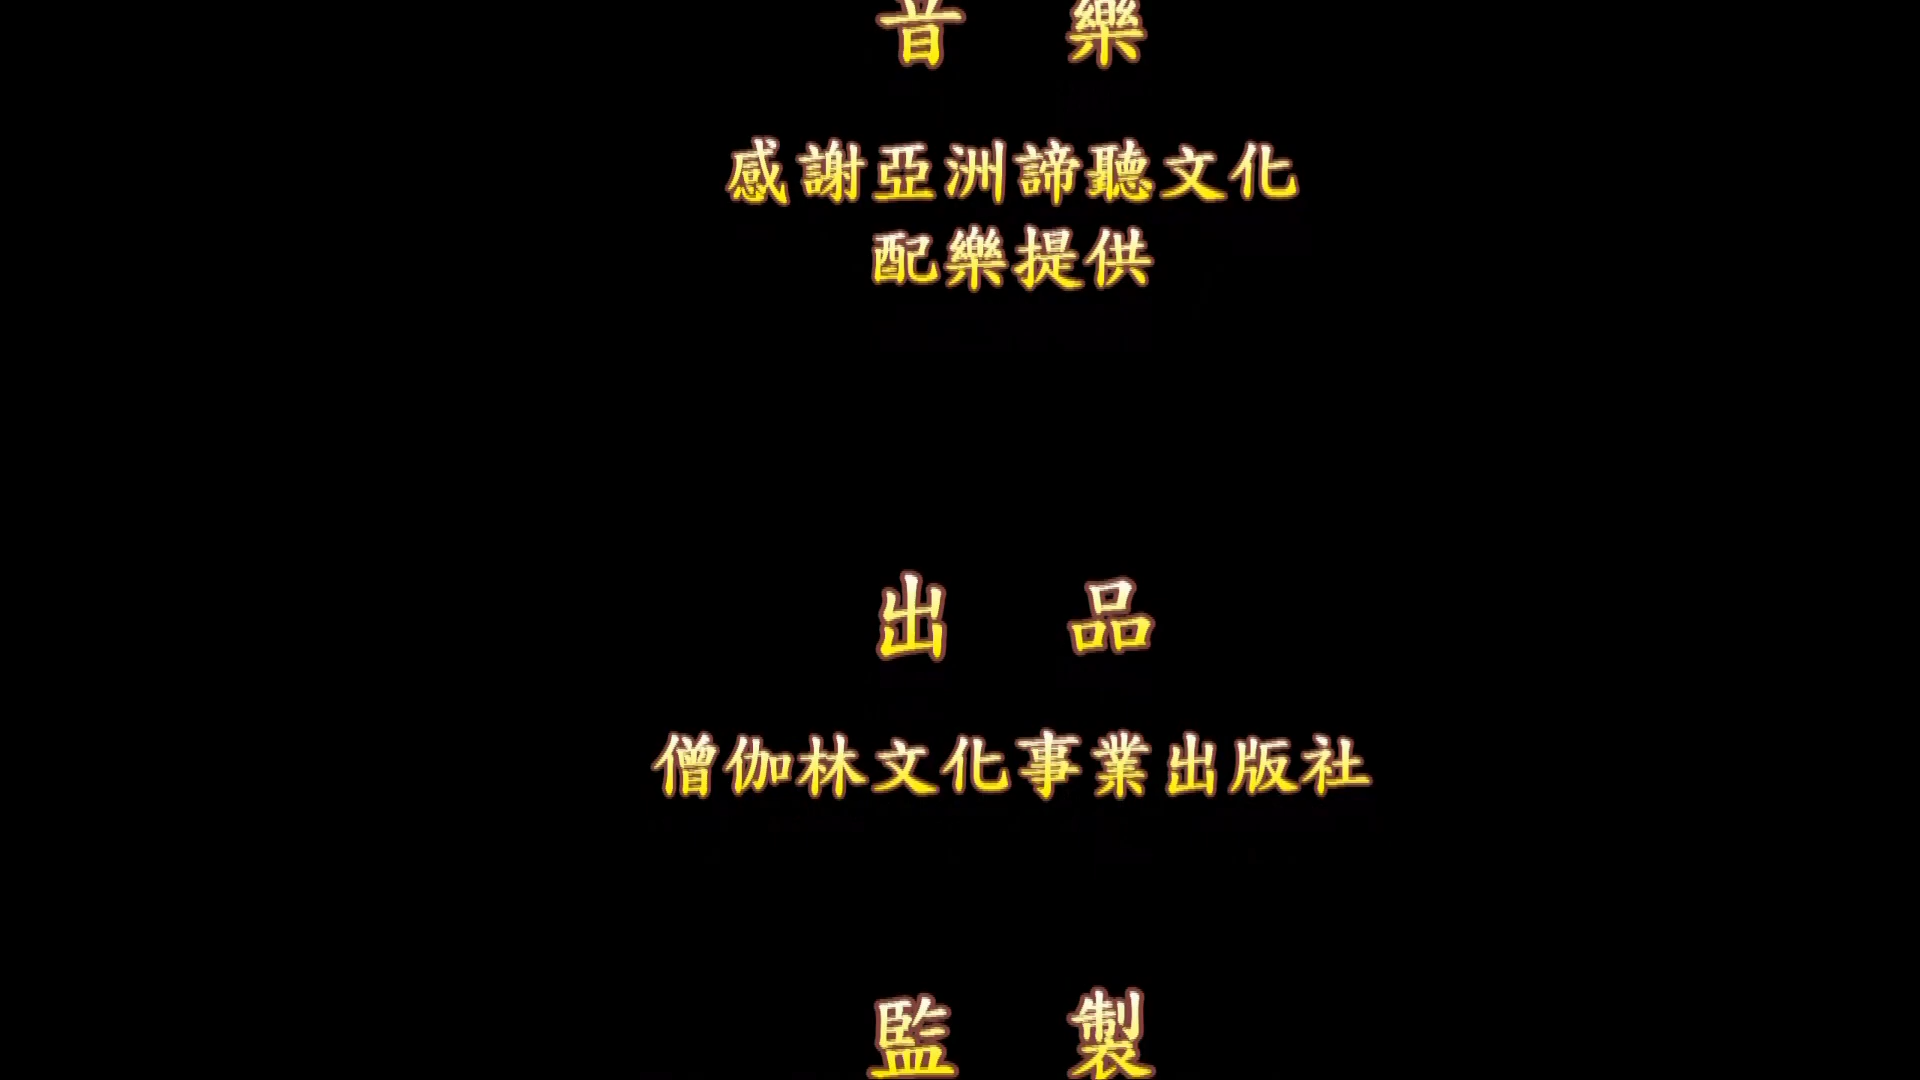 音 樂
感謝亞洲諦聽文化
配樂提供
出 品
僧伽林文化事業出版社
監 製